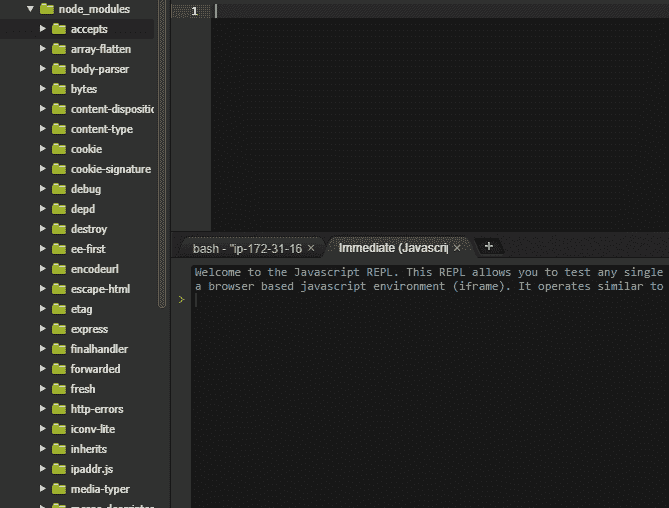 node_modules
accepts
array-flatten
body-parser
bytes
content-dispositic
content-type
cookie
cookie-signature
debug
depd
destroy
ee-first
encodeurl
escape-html
etag
express
finalhandler
forwarded
fresh
http-errors
iconv-lite
inherits
ipaddr.js
media-typer
1
bash - "ip-172-31-16 × Immediate (Javascrip × +
Welcome to the Javascript REPL. This REPL allows you to test any single
a browser based javascript environment (iframe). It operates similar to
>